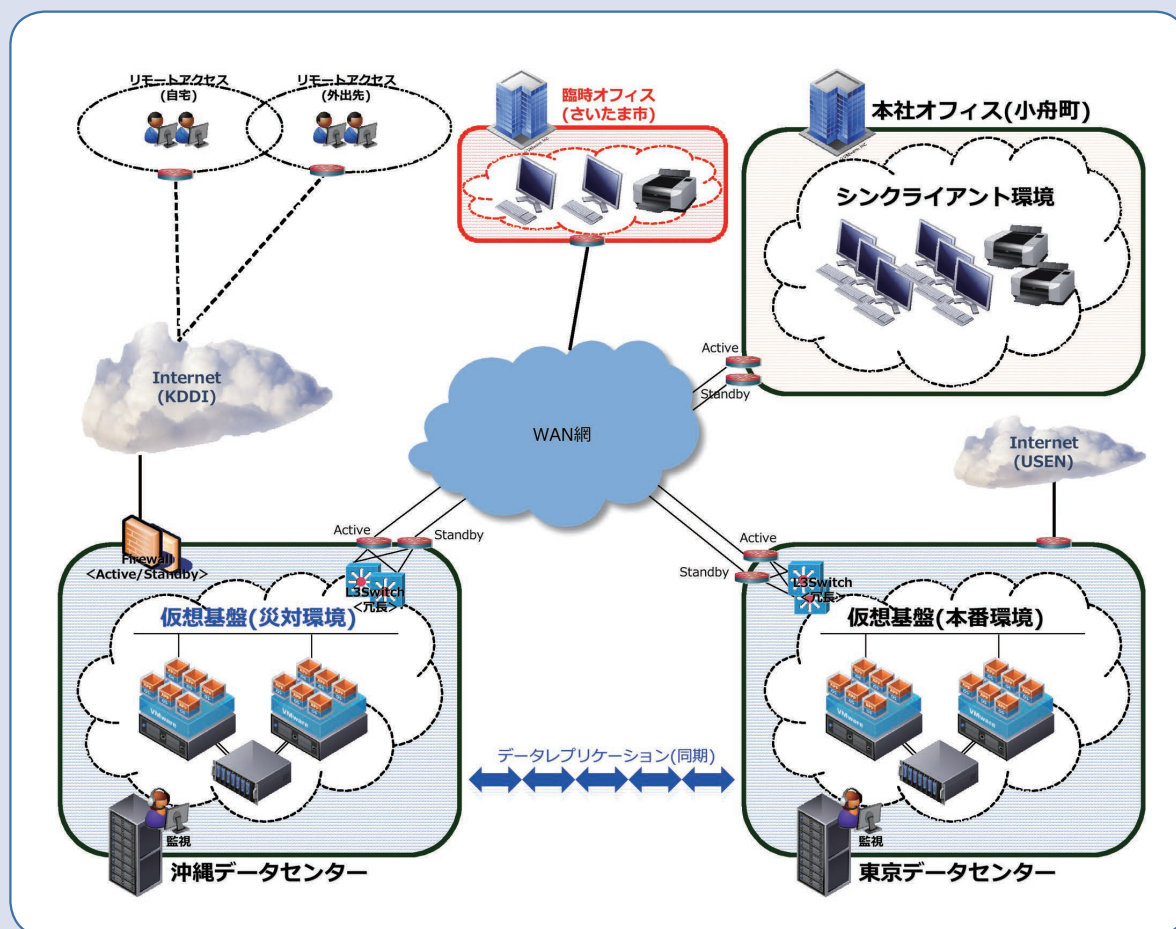 リモートアクセス
(自宅)
リモートアクセス
(外出先)
臨時オフィス
(さいたま市)
本社オフィス(小舟町)
シンクライアント環境
Internet
(KDDI)
WAN網
Active
Standby
Internet
(USEN)
Firewall
<Active/Standby>
Active
Standby
L3Switch
<冗長>
仮想基盤(災対環境)
VMware
VMware
監視
沖縄データセンター
データレプリケーション(同期)
Active
Standby
L3Switch
<冗長>
仮想基盤(本番環境)
VMware
VMware
監視
東京データセンター